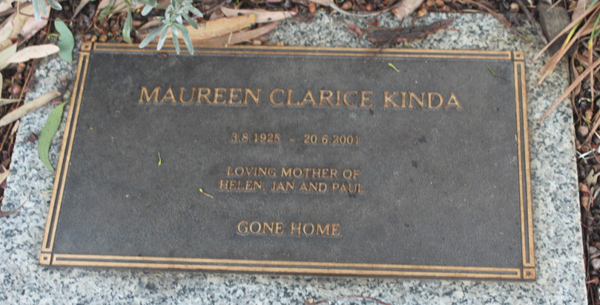 MAUREEN CLARICE KINDA
3.8.1925 - 20.6.2001
LOVING MOTHER OF
HELEN, JAN AND PAUL
GONE HOME